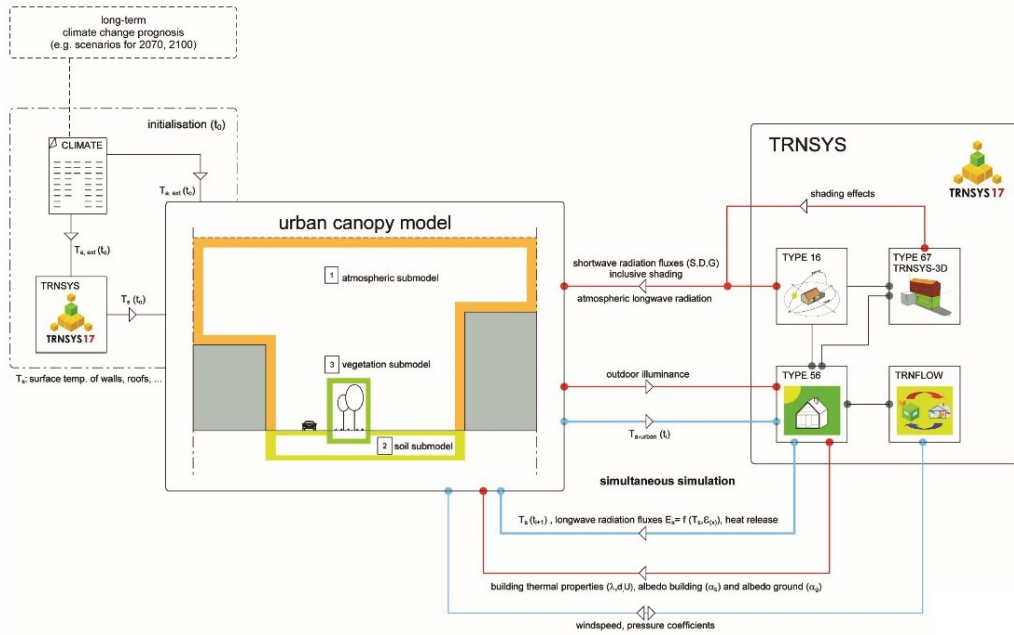 long-term
climate change prognosis
(e.g. scenarios for 2070, 2100)
initialisation (t₀)
CLIMATE
Tₐ, ext (t₀)
Tₐ, ext (t₀)
TRNSYS
TRNSYS 17
Tₛ (t₀)
Tₛ: surface temp. of walls, roofs, ...
urban canopy model
1 atmospheric submodel
3 vegetation submodel
2 soil submodel
shortwave radiation fluxes (S,D,G)
inclusive shading
atmospheric longwave radiation
outdoor illuminance
Tₐ,ᵤᵣbₐₙ (tᵢ)
simultaneous simulation
TRNSYS
TRNSYS 17
shading effects
TYPE 16
TYPE 67
TRNSYS-3D
TYPE 56
TRNFLOW
Tₛ (tᵢ₊₁) , longwave radiation fluxes Eₓ= f (Tₛ,Ɛ₍ₓ₎), heat release
building thermal properties (λ,d,U), albedo building (αb) and albedo ground (αg)
windspeed, pressure coefficients